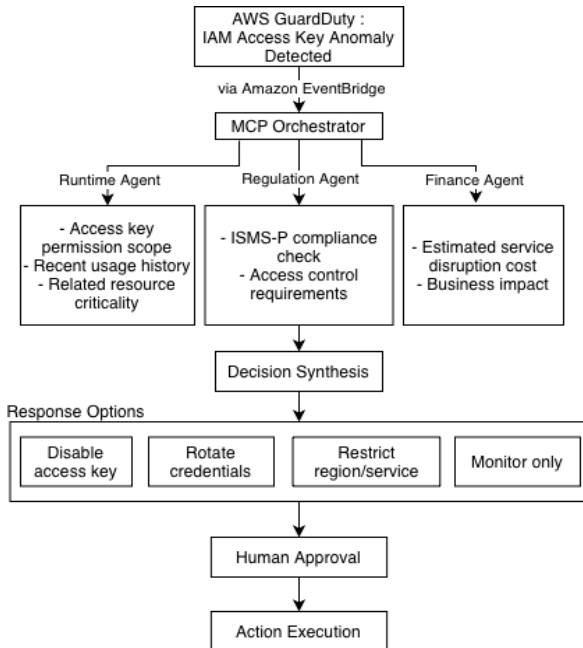 AWS GuardDuty :
IAM Access Key Anomaly
Detected
via Amazon EventBridge
MCP Orchestrator
Runtime Agent
Regulation Agent
Finance Agent
- Access key
permission scope
- Recent usage history
- Related resource
criticality
- ISMS-P compliance
check
- Access control
requirements
- Estimated service
disruption cost
- Business impact
Decision Synthesis
Response Options
Disable
access key
Rotate
credentials
Restrict
region/service
Monitor only
Human Approval
Action Execution